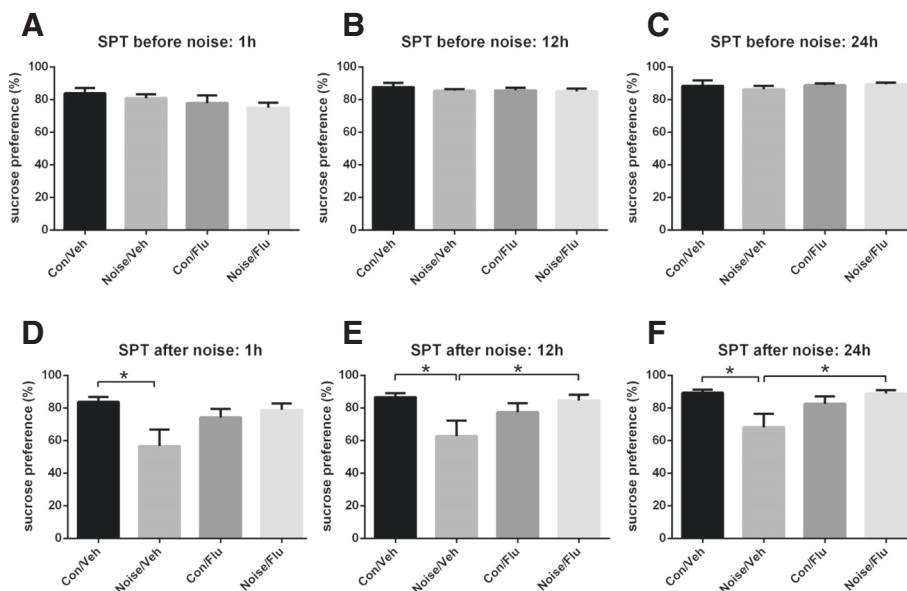 A
SPT before noise: 1h
sucrose preference (%)
100
80
60
40
20
0
Con/Veh
Noise/Veh
Con/Flu
Noise/Flu
B
SPT before noise: 12h
sucrose preference (%)
100
80
60
40
20
0
Con/Veh
Noise/Veh
Con/Flu
Noise/Flu
C
SPT before noise: 24h
sucrose preference (%)
100
80
60
40
20
0
Con/Veh
Noise/Veh
Con/Flu
Noise/Flu
D
SPT after noise: 1h
sucrose preference (%)
100
80
60
40
20
0
*
Con/Veh
Noise/Veh
Con/Flu
Noise/Flu
E
SPT after noise: 12h
sucrose preference (%)
100
80
60
40
20
0
* *
Con/Veh
Noise/Veh
Con/Flu
Noise/Flu
F
SPT after noise: 24h
sucrose preference (%)
100
80
60
40
20
0
* *
Con/Veh
Noise/Veh
Con/Flu
Noise/Flu